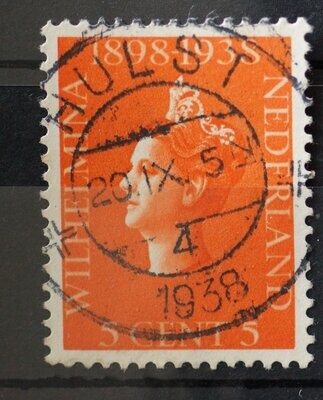 1898-1938
WILHELMINA
NEDERLAND
5 CENT 5
HULST
20.IX.5
4
1938